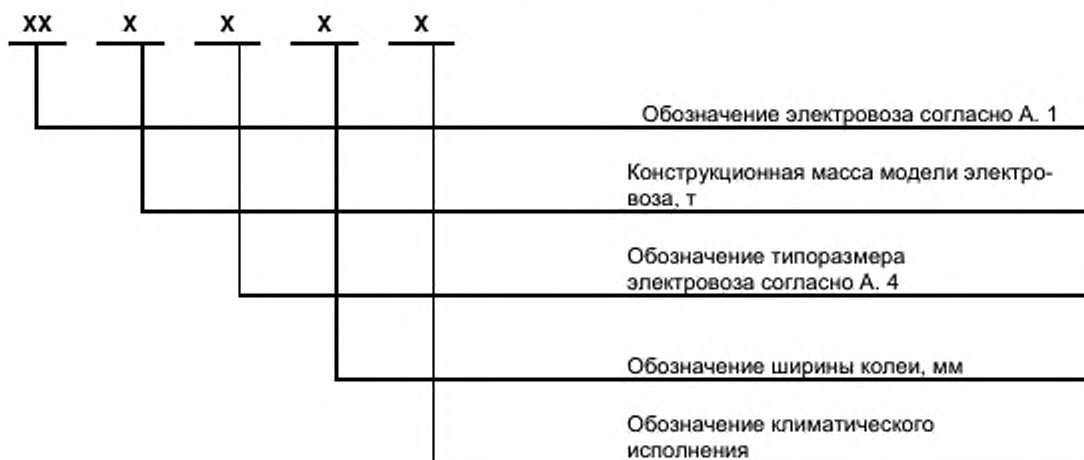 XX X X X X
Обозначение электровоза согласно А. 1
Конструкционная масса модели электро-
воза, т
Обозначение типоразмера
электровоза согласно А. 4
Обозначение ширины колеи, мм
Обозначение климатического
исполнения